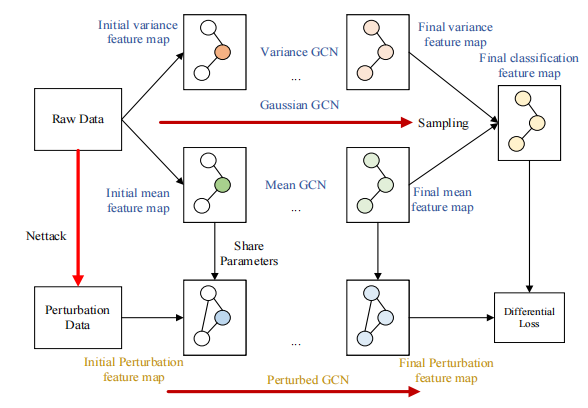 Initial variance
feature map
Variance GCN
...
Final variance
feature map
Final classification
feature map
Raw Data
Gaussian GCN
Sampling
Initial mean
feature map
Mean GCN
...
Final mean
feature map
Nettack
Share
Parameters
Perturbation
Data
...
Differential
Loss
Initial Perturbation
feature map
Perturbed GCN
Final Perturbation
feature map